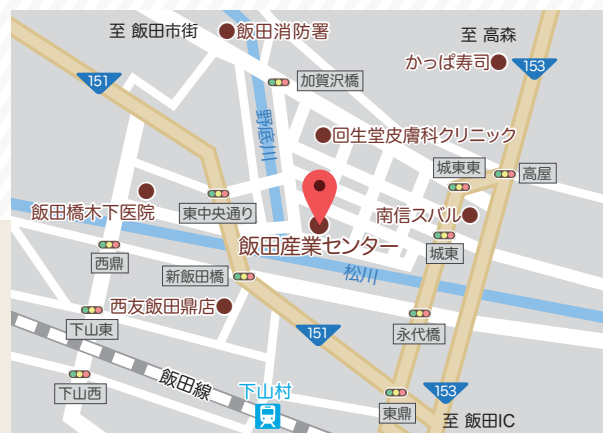 至 飯田市街
飯田消防署
至 高森
かっぱ寿司
153
151
加賀沢橋
野底川
回生堂皮膚科クリニック
城東東
高屋
飯田橋木下医院
東中央通り
南信スバル
飯田産業センター
城東
西鼎
新飯田橋
松川
西友飯田鼎店
下山東
永代橋
151
飯田線
下山西
下山村
東鼎
153
至 飯田IC